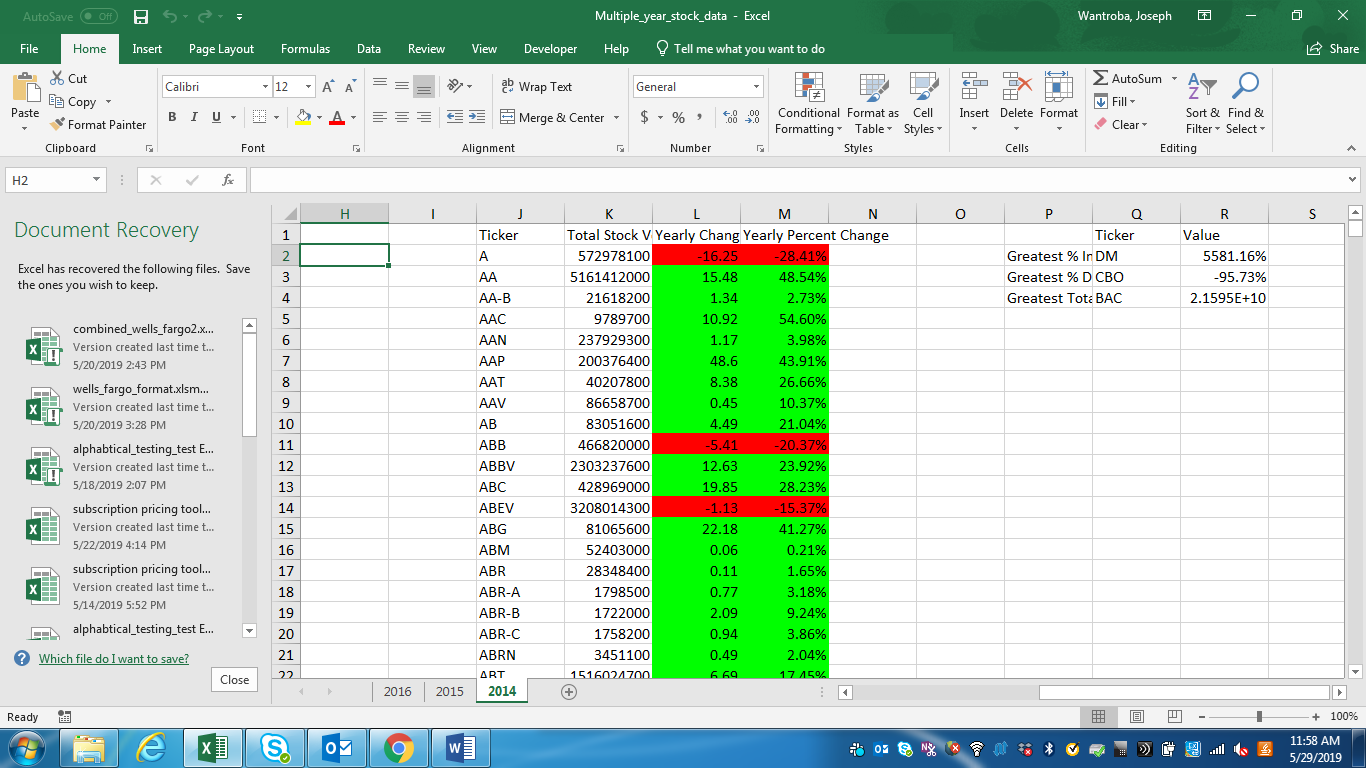 AutoSave Off
Multiple_year_stock_data - Excel
Wantroba, Joseph
File Home Insert Page Layout Formulas Data Review View Developer Help Tell me what you want to do Share
Paste
Cut
Copy
Format Painter
Calibri 12
B I U
Wrap Text
Merge & Center
General
$ % ,
Conditional Formatting
Format as Table
Cell Styles
Insert Delete Format
AutoSum
Fill
Clear
Sort & Filter
Find & Select
Clipboard Font Alignment Number Styles Cells Editing
H2 fx
Document Recovery
Excel has recovered the following files. Save
the ones you wish to keep.
combined_wells_fargo2.x...
Version created last time t...
5/20/2019 2:43 PM
wells_fargo_format.xlsm...
Version created last time t...
5/20/2019 3:28 PM
alphabtical_testing_test E...
Version created last time t...
5/18/2019 2:07 PM
subscription pricing tool...
Version created last time t...
5/22/2019 4:14 PM
subscription pricing tool...
Version created last time t...
5/14/2019 5:52 PM
alphabtical_testing_test E...
Which file do I want to save?
Close
H I J K L M N O P Q R S
1 Ticker Total Stock V Yearly Chang Yearly Percent Change Ticker Value
2 A 572978100 -16.25 -28.41% Greatest % In DM 5581.16%
3 AA 5161412000 15.48 48.54% Greatest % D CBO -95.73%
4 AA-B 21618200 1.34 2.73% Greatest Tota BAC 2.1595E+10
5 AAC 9789700 10.92 54.60%
6 AAN 237929300 1.17 3.98%
7 AAP 200376400 48.6 43.91%
8 AAT 40207800 8.38 26.66%
9 AAV 86658700 0.45 10.37%
10 AB 83051600 4.49 21.04%
11 ABB 466820000 -5.41 -20.37%
12 ABBV 2303237600 12.63 23.92%
13 ABC 428969000 19.85 28.23%
14 ABEV 3208014300 -1.13 -15.37%
15 ABG 81065600 22.18 41.27%
16 ABM 52403000 0.06 0.21%
17 ABR 28348400 0.11 1.65%
18 ABR-A 1798500 0.77 3.18%
19 ABR-B 1722000 2.09 9.24%
20 ABR-C 1758200 0.94 3.86%
21 ABRN 3451100 0.49 2.04%
22 ABT 1516024700 6.69 17.45%
2016 2015 2014
Ready
100%
11:58 AM
5/29/2019